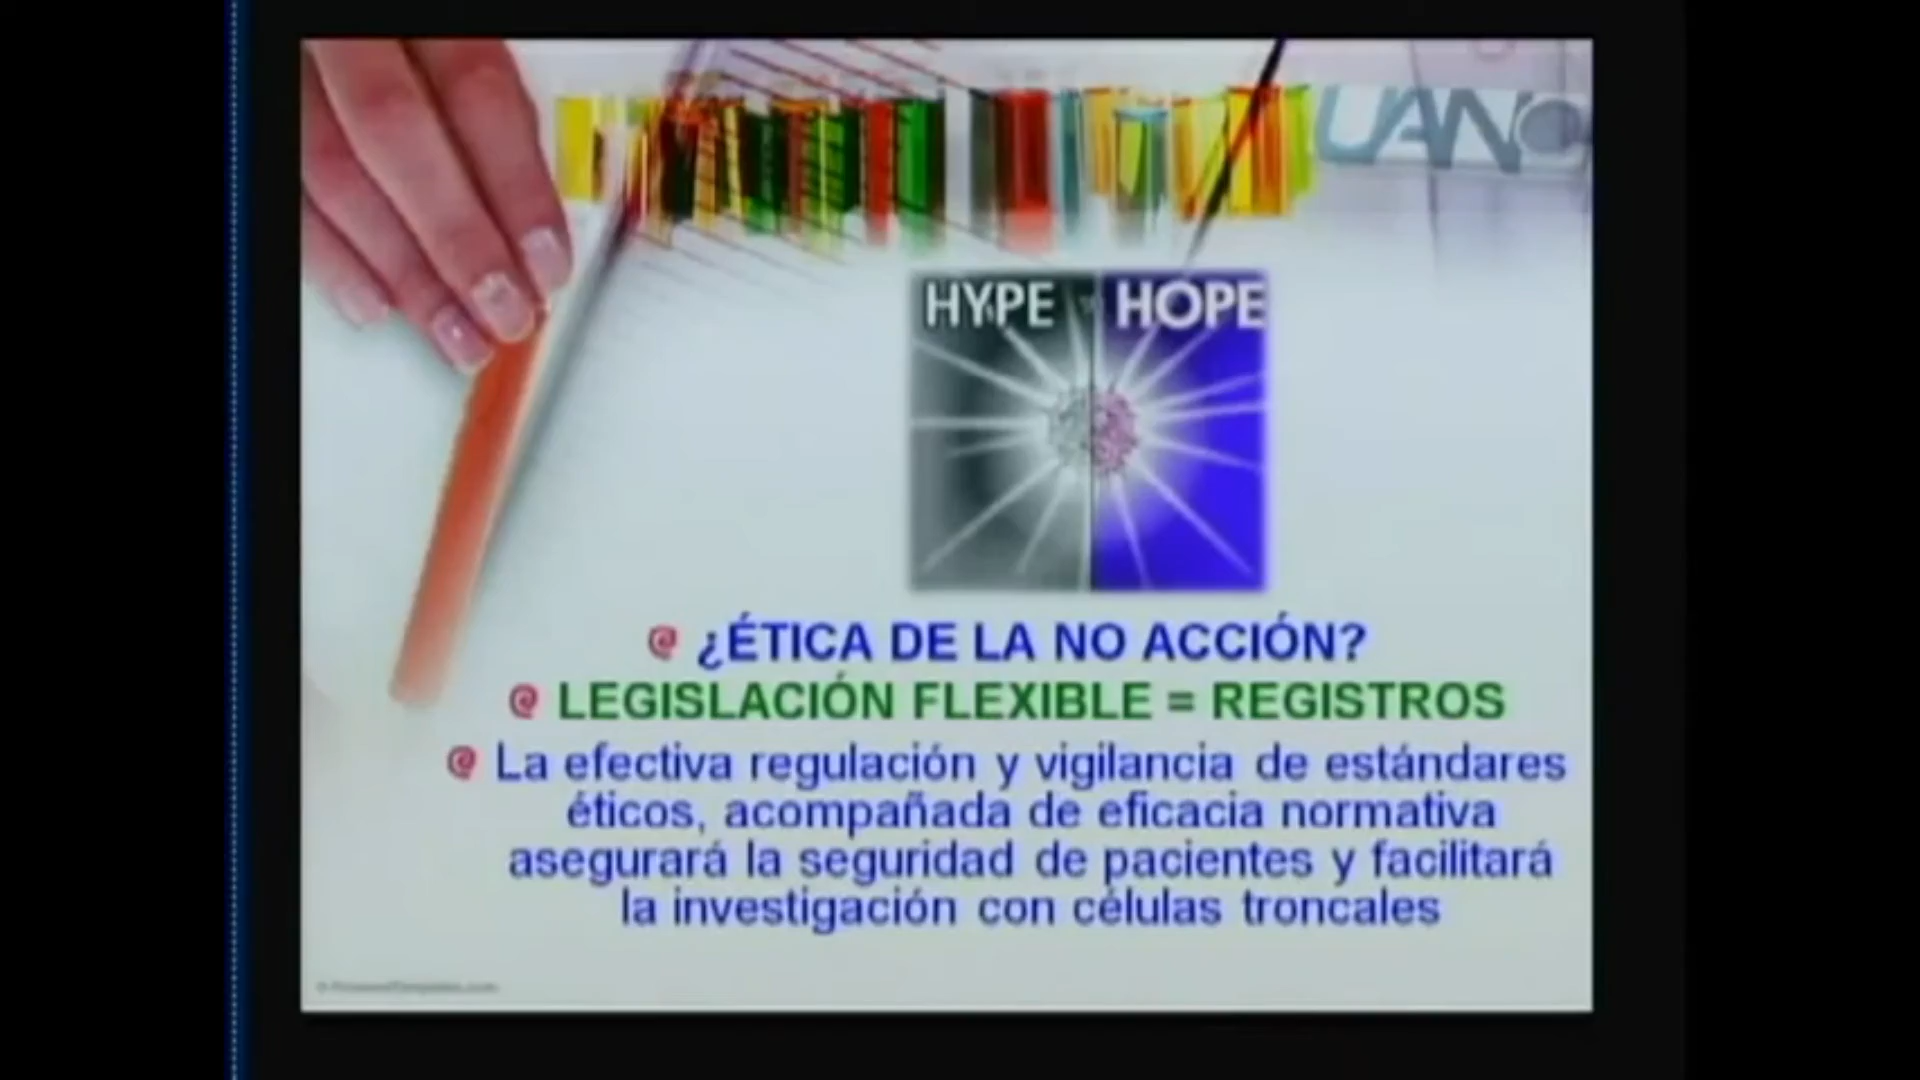 UANL
HYPE HOPE
¿ÉTICA DE LA NO ACCIÓN?
LEGISLACIÓN FLEXIBLE = REGISTROS
La efectiva regulación y vigilancia de estándares
éticos, acompañada de eficacia normativa
asegurará la seguridad de pacientes y facilitará
la investigación con células troncales